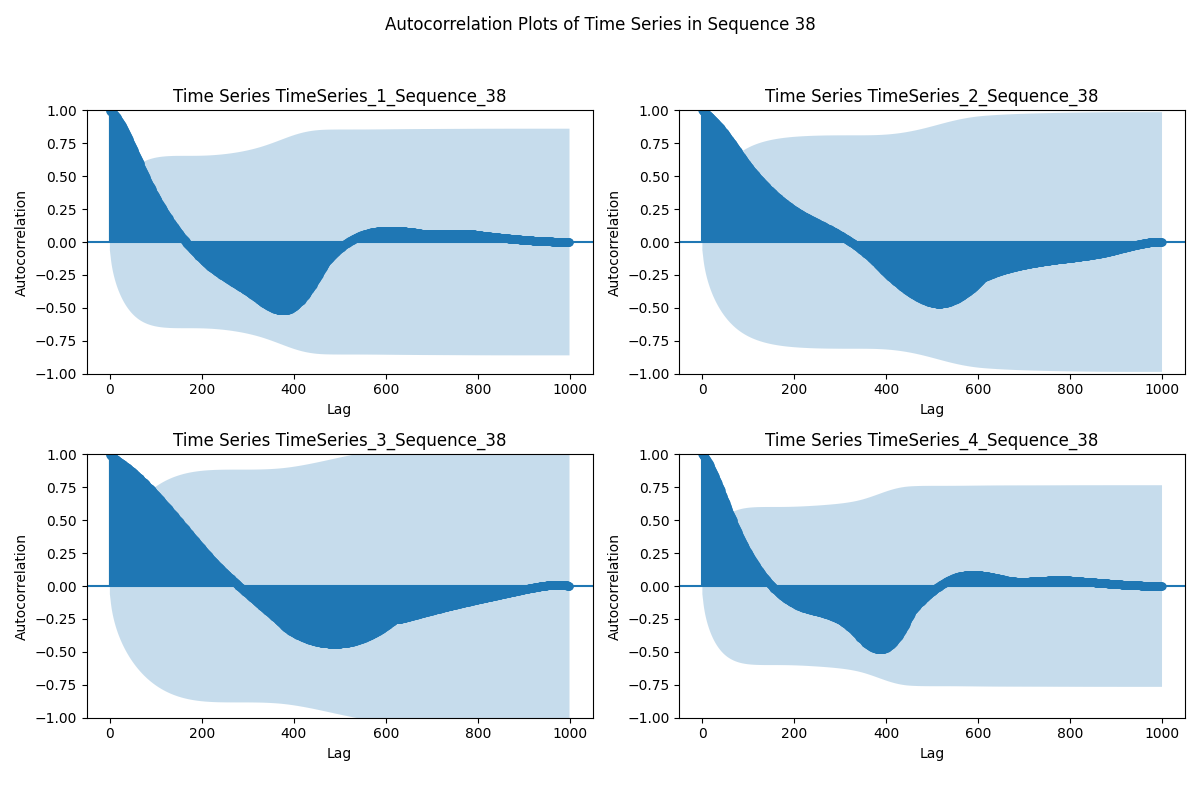 Autocorrelation Plots of Time Series in Sequence 38
Time Series TimeSeries_1_Sequence_38
1.00
0.75
0.50
0.25
0.00
−0.25
−0.50
−0.75
−1.00
Autocorrelation
0 200 400 600 800 1000
Lag
Time Series TimeSeries_2_Sequence_38
1.00
0.75
0.50
0.25
0.00
−0.25
−0.50
−0.75
−1.00
Autocorrelation
0 200 400 600 800 1000
Lag
Time Series TimeSeries_3_Sequence_38
1.00
0.75
0.50
0.25
0.00
−0.25
−0.50
−0.75
−1.00
Autocorrelation
0 200 400 600 800 1000
Lag
Time Series TimeSeries_4_Sequence_38
1.00
0.75
0.50
0.25
0.00
−0.25
−0.50
−0.75
−1.00
Autocorrelation
0 200 400 600 800 1000
Lag